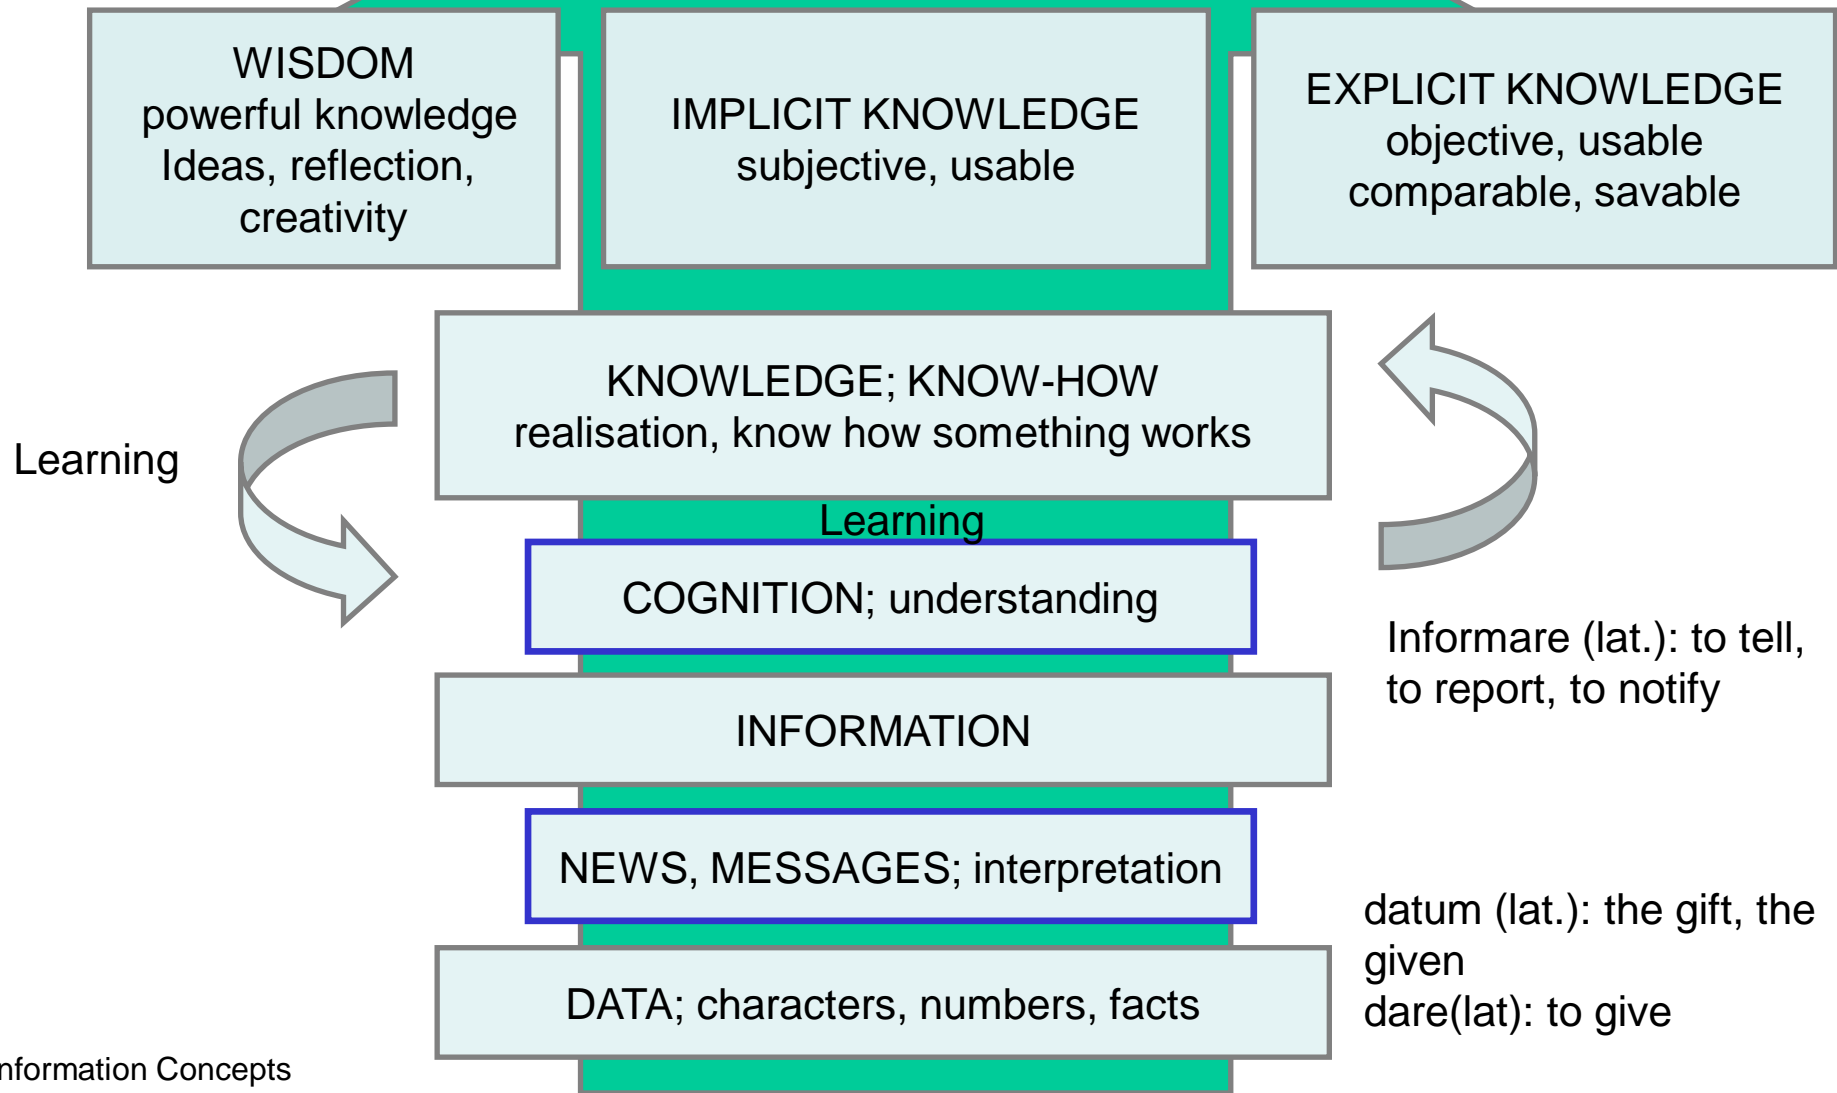 WISDOM
powerful knowledge
Ideas, reflection,
creativity
IMPLICIT KNOWLEDGE
subjective, usable
EXPLICIT KNOWLEDGE
objective, usable
comparable, savable
KNOWLEDGE; KNOW-HOW
realisation, know how something works
Learning
Learning
COGNITION; understanding
Informare (lat.): to tell,
to report, to notify
INFORMATION
NEWS, MESSAGES; interpretation
datum (lat.): the gift, the
given
dare(lat): to give
DATA; characters, numbers, facts
nformation Concepts